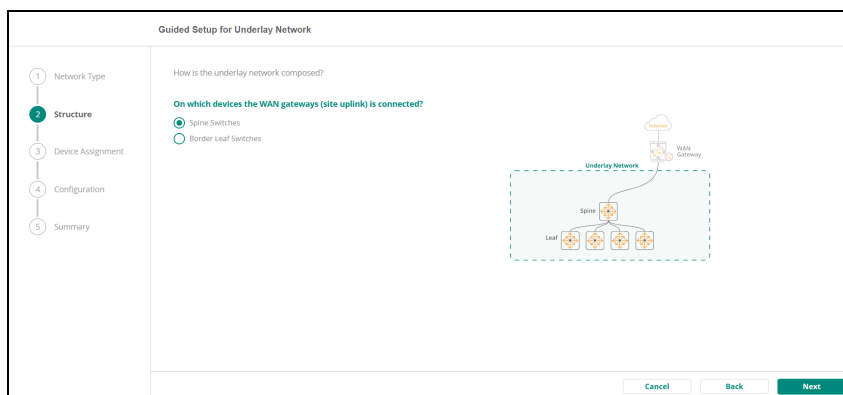 Guided Setup for Underlay Network
1 Network Type
2 Structure
3 Device Assignment
4 Configuration
5 Summary
How is the underlay network composed?
On which devices the WAN gateways (site uplink) is connected?
Spine Switches
Border Leaf Switches
Internet
WAN
Gateway
Underlay Network
Spine
Leaf
Cancel Back Next